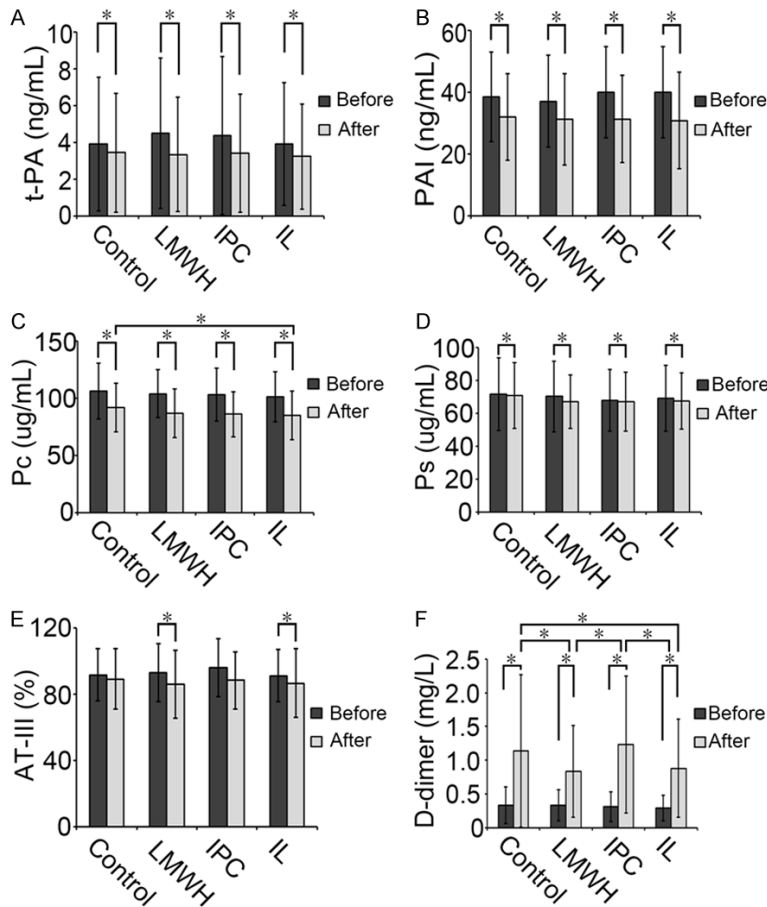 A
* * * *
t-PA (ng/mL)
10
8
6
4
2
0
Before
After
Control LMWH IPC IL
B
* * * *
PAI (ng/mL)
60
40
20
0
Before
After
Control LMWH IPC IL
C
*
* * * *
Pc (ug/mL)
150
100
50
0
Before
After
Control LMWH IPC IL
D
* * * *
Ps (ug/mL)
100
80
60
40
20
0
Before
After
Control LMWH IPC IL
E
* *
AT-III (%)
120
80
40
0
Before
After
Control LMWH IPC IL
F
*
* * *
* * * *
D-dimer (mg/L)
2.5
2.0
1.5
1.0
0.5
0
Before
After
Control LMWH IPC IL